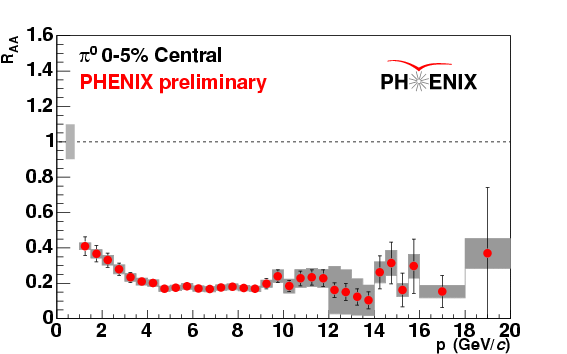 1.6
1.4
1.2
1
0.8
0.6
0.4
0.2
0
R_AA
π⁰ 0-5% Central
PHENIX preliminary
PHENIX
0 2 4 6 8 10 12 14 16 18 20
p (GeV/c)